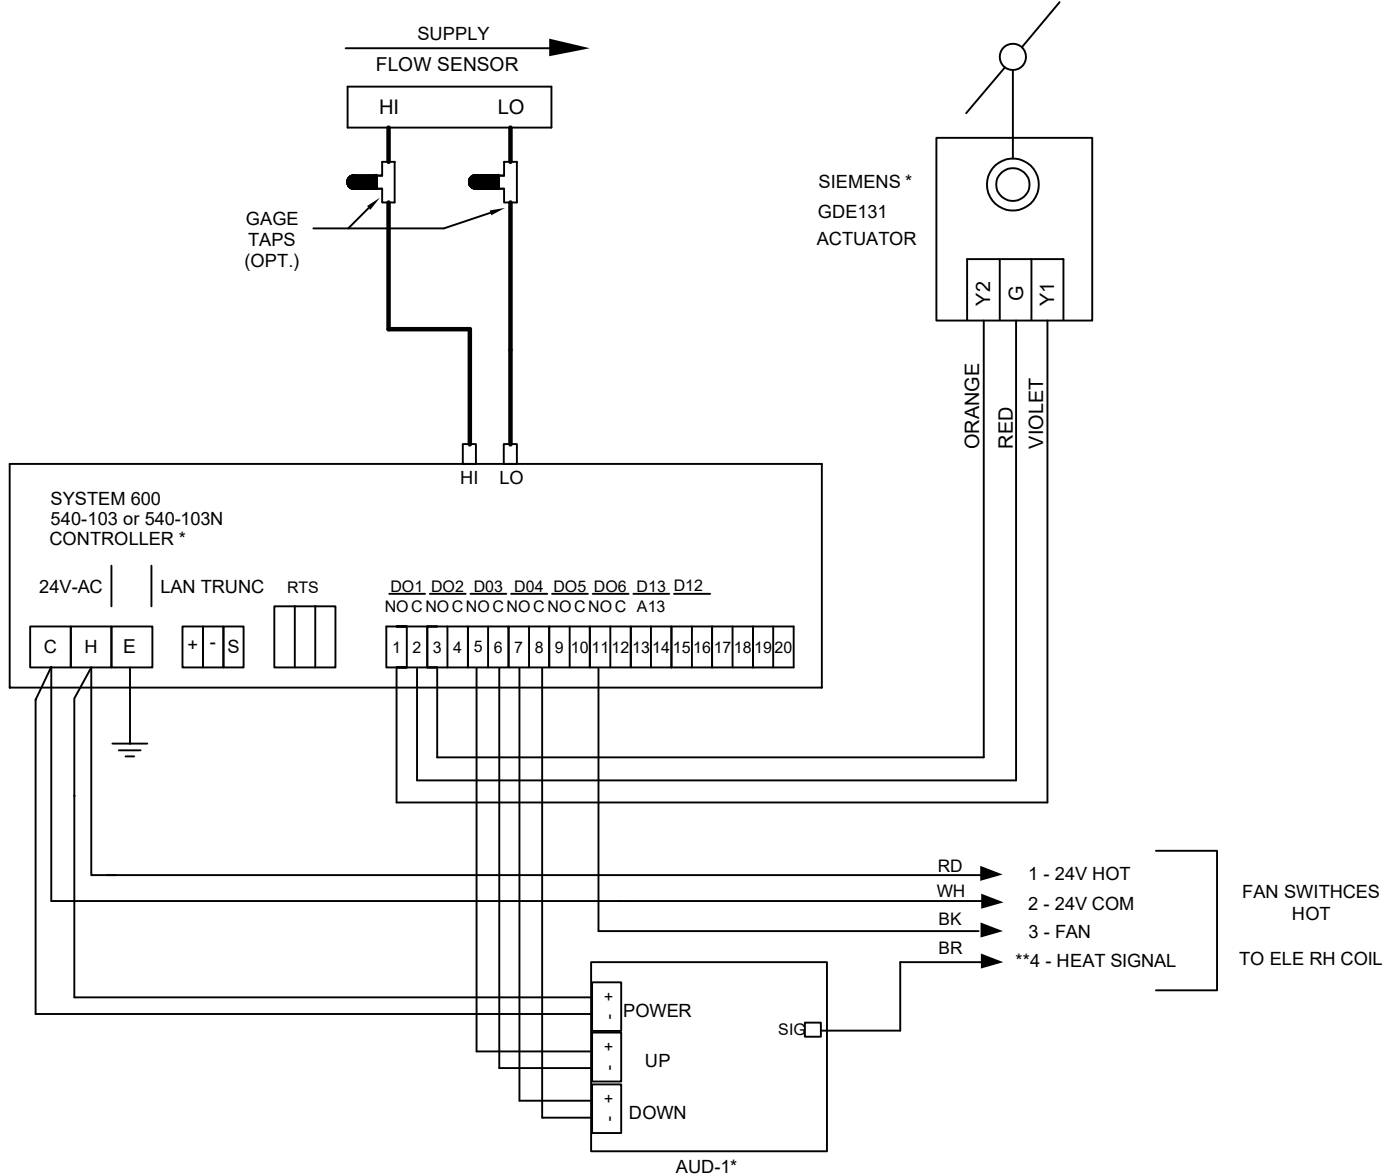 SUPPLY
FLOW SENSOR
HI LO
GAGE
TAPS
(OPT.)
SIEMENS *
GDE131
ACTUATOR
Y2 G Y1
ORANGE
RED
VIOLET
HI LO
SYSTEM 600
540-103 or 540-103N
CONTROLLER *
24V-AC LAN TRUNC RTS
DO1 DO2 D03 D04 DO5 DO6 D13 D12
NO C NO C NO C NO C NO C NO C A13
C H E + - S
1 2 3 4 5 6 7 8 9 10 11 12 13 14 15 16 17 18 19 20
RD 1 - 24V HOT
WH 2 - 24V COM
BK 3 - FAN
BR **4 - HEAT SIGNAL
FAN SWITHCES
HOT
TO ELE RH COIL
+
- POWER
SIG
+
- UP
+
- DOWN
AUD-1*